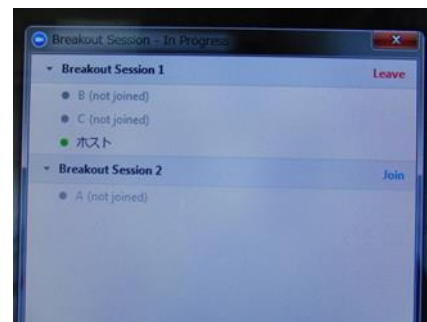 Breakout Session - In Progress
Breakout Session 1 Leave
B (not joined)
C (not joined)
ホスト
Breakout Session 2 Join
A (not joined)